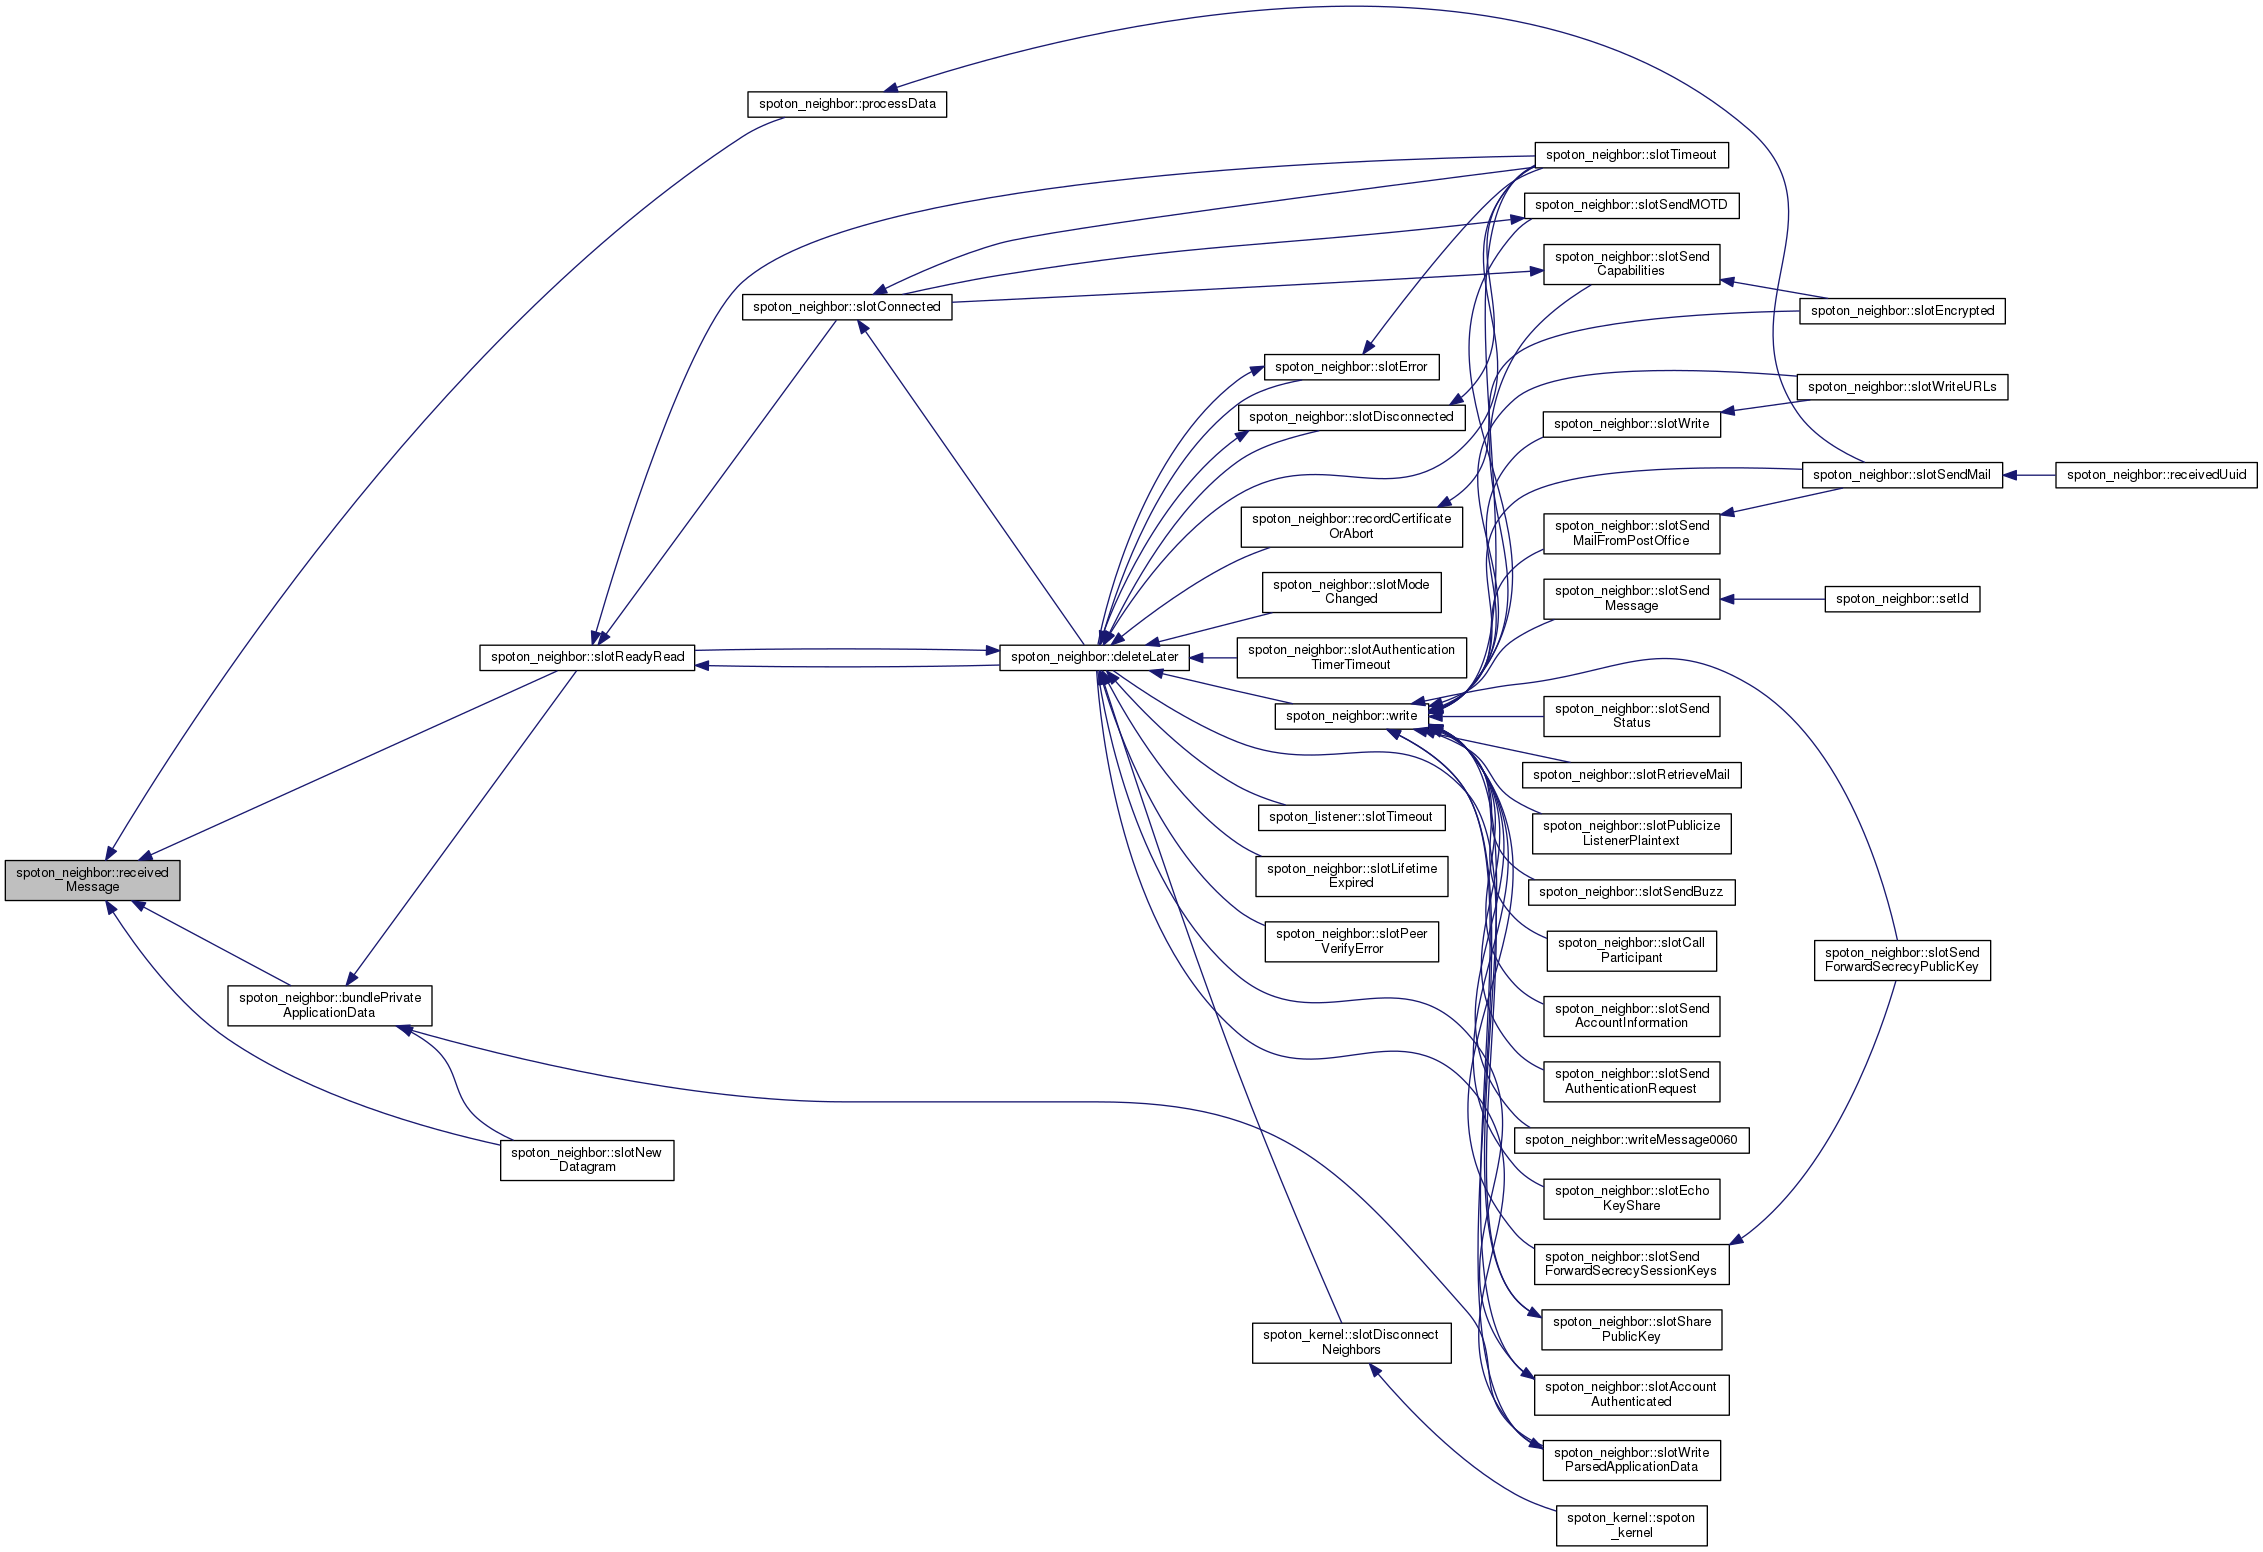 spoton_neighbor::processData
spoton_neighbor::slotTimeout
spoton_neighbor::slotSendMOTD
spoton_neighbor::slotSend
Capabilities
spoton_neighbor::slotConnected
spoton_neighbor::slotEncrypted
spoton_neighbor::slotError
spoton_neighbor::slotWriteURLs
spoton_neighbor::slotDisconnected
spoton_neighbor::slotWrite
spoton_neighbor::slotSendMail
spoton_neighbor::receivedUuid
spoton_neighbor::recordCertificate
OrAbort
spoton_neighbor::slotSend
MailFromPostOffice
spoton_neighbor::slotMode
Changed
spoton_neighbor::slotSend
Message
spoton_neighbor::setId
spoton_neighbor::slotReadyRead
spoton_neighbor::deleteLater
spoton_neighbor::slotAuthentication
TimerTimeout
spoton_neighbor::write
spoton_neighbor::slotSend
Status
spoton_neighbor::slotRetrieveMail
spoton_listener::slotTimeout
spoton_neighbor::slotPublicize
ListenerPlaintext
spoton_neighbor::received
Message
spoton_neighbor::slotLifetime
Expired
spoton_neighbor::slotSendBuzz
spoton_neighbor::slotPeer
VerifyError
spoton_neighbor::slotCall
Participant
spoton_neighbor::slotSend
ForwardSecrecyPublicKey
spoton_neighbor::bundlePrivate
ApplicationData
spoton_neighbor::slotSend
AccountInformation
spoton_neighbor::slotSend
AuthenticationRequest
spoton_neighbor::writeMessage0060
spoton_neighbor::slotNew
Datagram
spoton_neighbor::slotEcho
KeyShare
spoton_neighbor::slotSend
ForwardSecrecySessionKeys
spoton_neighbor::slotShare
PublicKey
spoton_kernel::slotDisconnect
Neighbors
spoton_neighbor::slotAccount
Authenticated
spoton_neighbor::slotWrite
ParsedApplicationData
spoton_kernel::spoton
_kernel